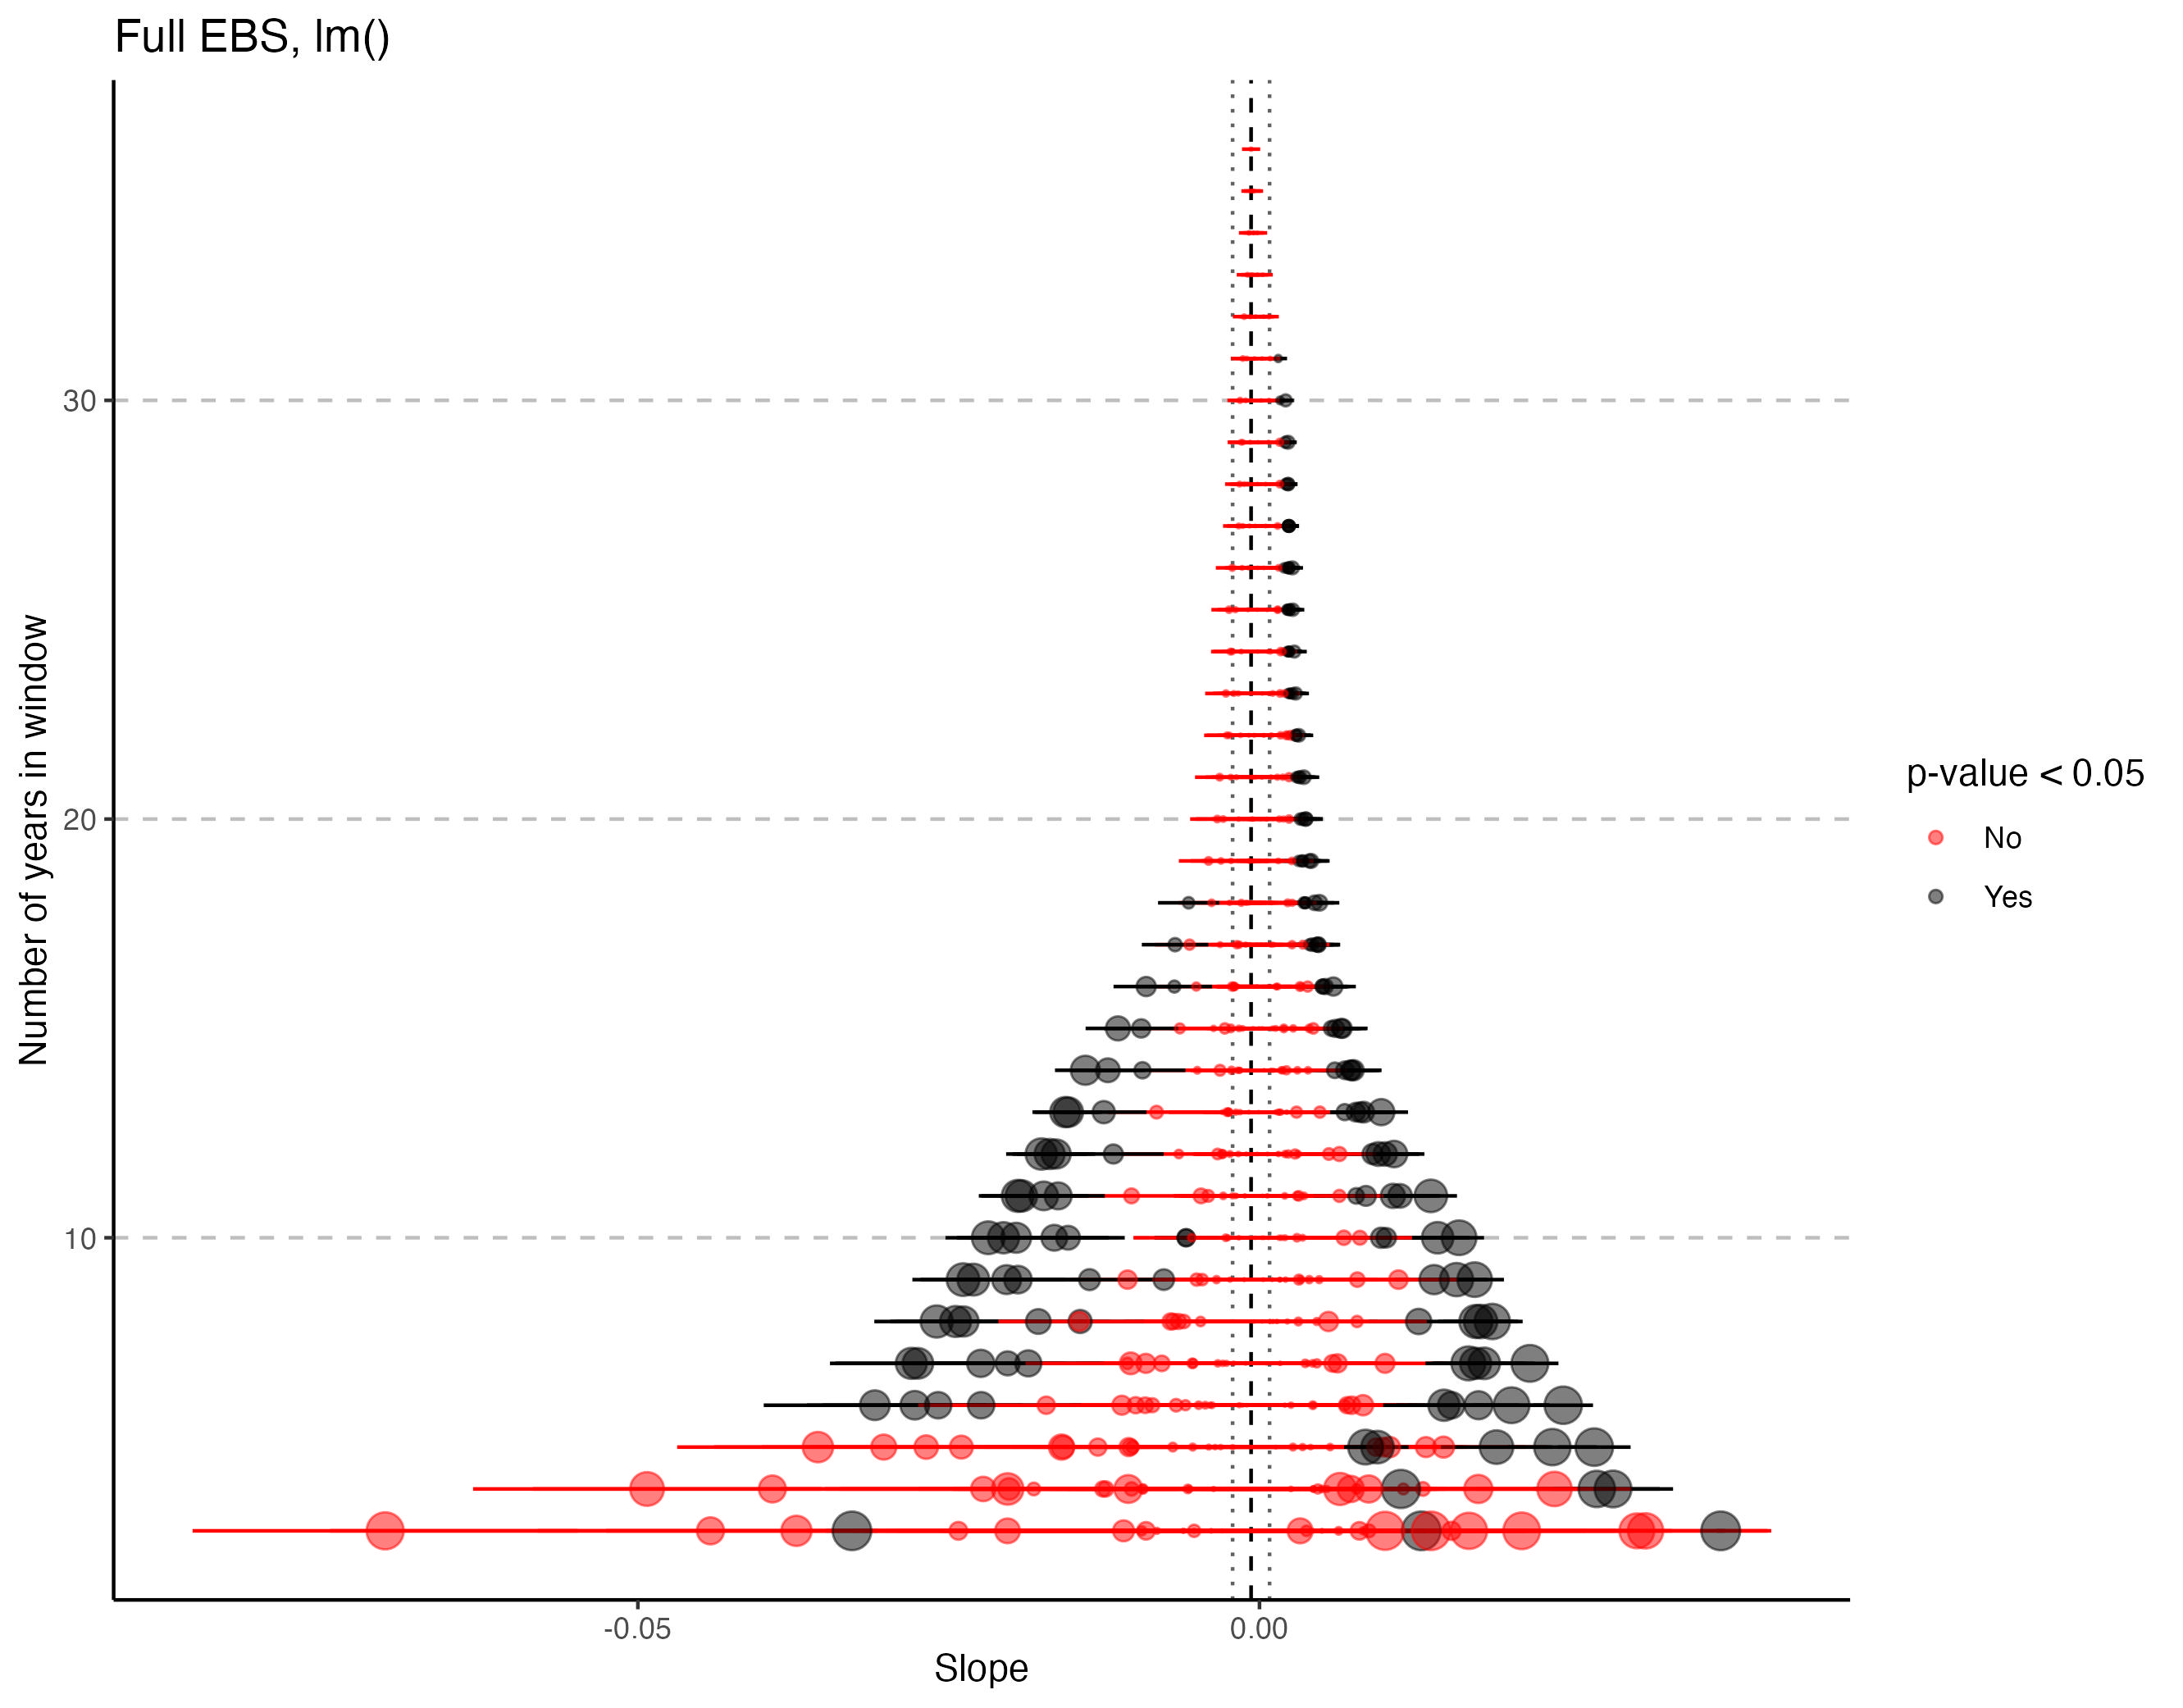 Full EBS, lm()
30
20
10
Number of years in window
-0.05
0.00
Slope
p-value < 0.05
No
Yes